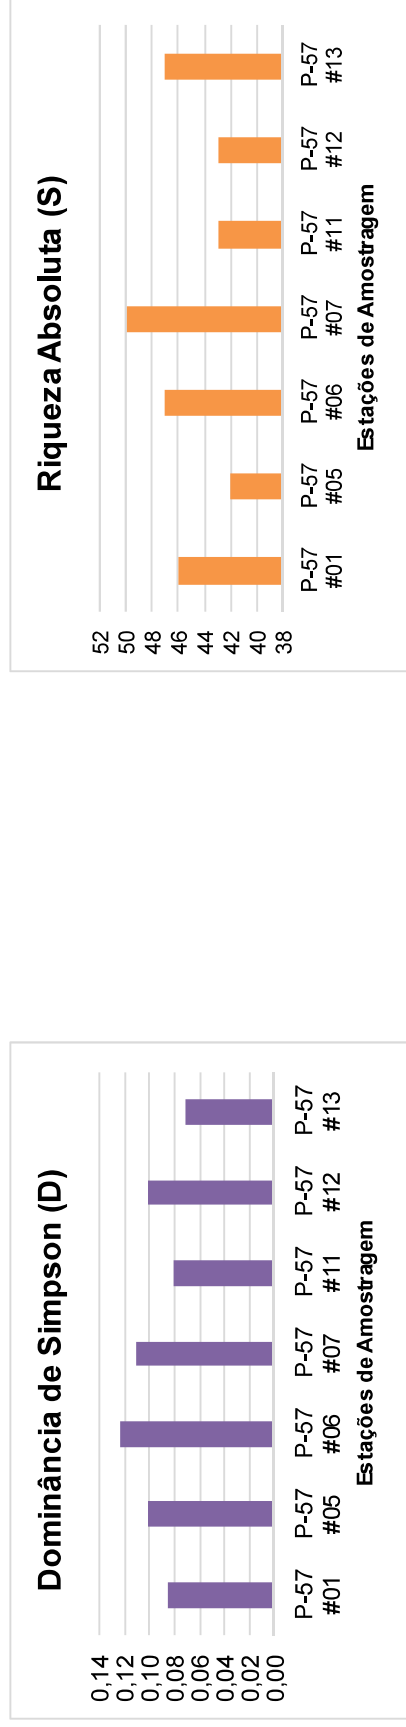 Dominância de Simpson (D)
0,14
0,12
0,10
0,08
0,06
0,04
0,02
0,00
P-57 P-57 P-57 P-57 P-57 P-57 P-57
#01 #05 #06 #07 #11 #12 #13
Estações de Amostragem
Riqueza Absoluta (S)
52
50
48
46
44
42
40
38
P-57 P-57 P-57 P-57 P-57 P-57 P-57
#01 #05 #06 #07 #11 #12 #13
Estações de Amostragem